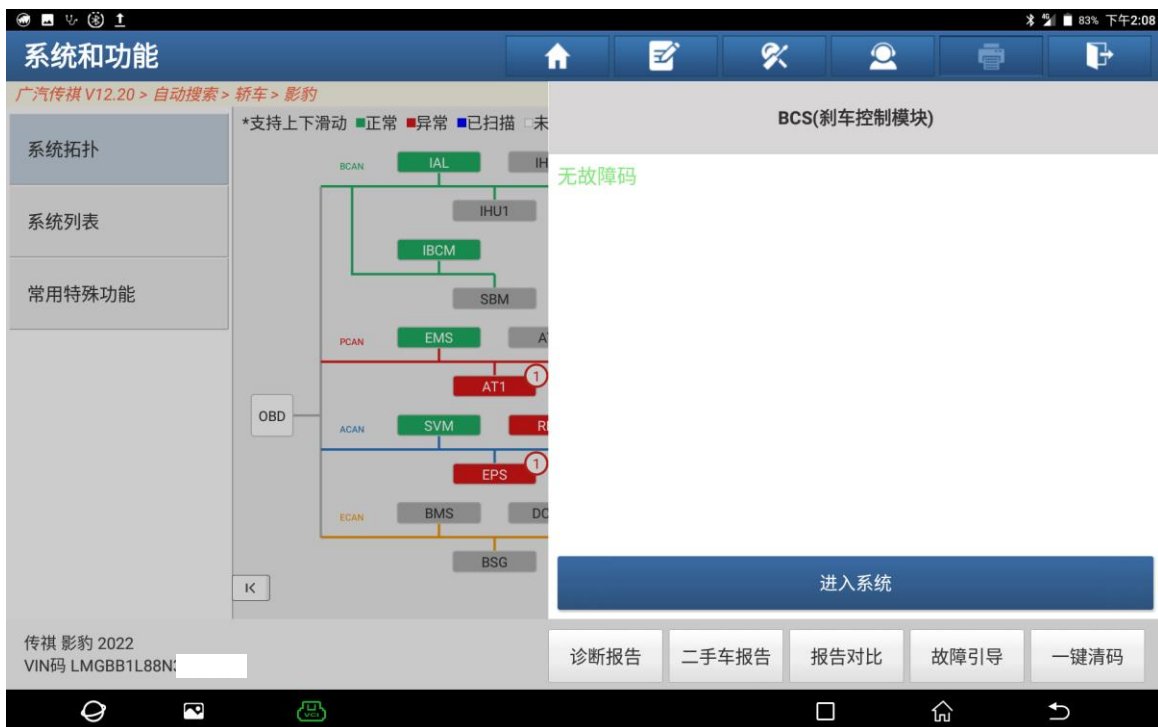 46
83% 下午2:08
系统和功能
广汽传祺 V12.20 > 自动搜索 > 轿车 > 影豹
系统拓扑
系统列表
常用特殊功能
*支持上下滑动 ■正常 ■异常 ■已扫描 □未
BCAN
IAL
IH
IHU1
IBCM
SBM
PCAN
EMS
A
AT1
1
OBD
ACAN
SVM
R
EPS
1
ECAN
BMS
DC
BSG
BCS(刹车控制模块)
无故障码
进入系统
传祺 影豹 2022
VIN码 LMGBB1L88N
诊断报告
二手车报告
报告对比
故障引导
一键清码
VCI